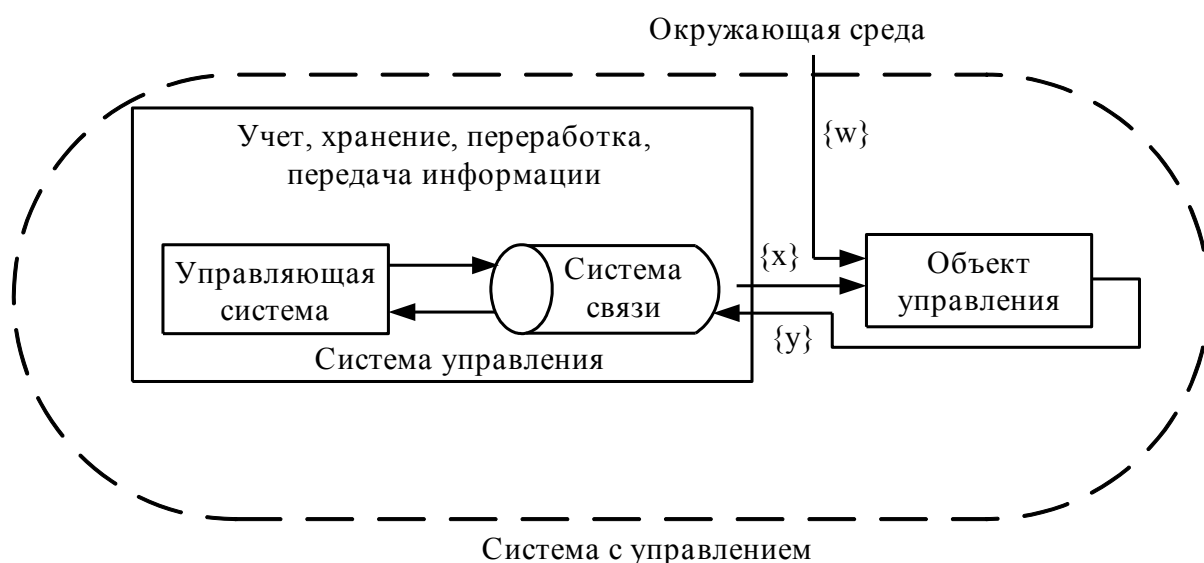 Окружающая среда
Учет, хранение, переработка,
передача информации
{w}
Управляющая
система
Система
связи
{x}
Объект
управления
{y}
Система управления
Система с управлением